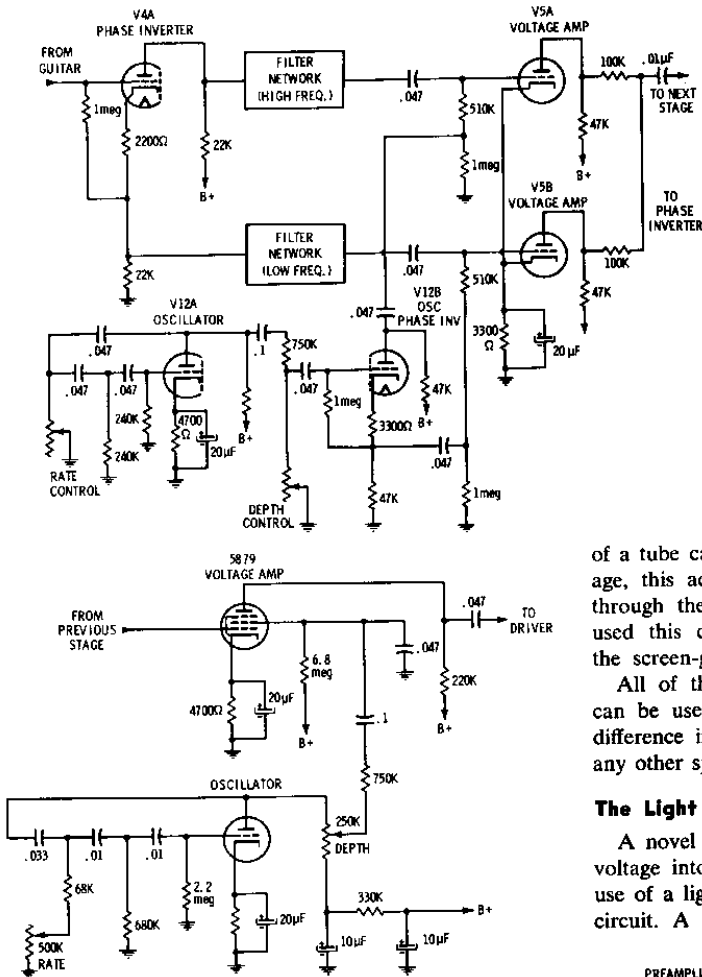 V4A
PHASE INVERTER
FROM
GUITAR
1meg
2200Ω
22K
B+
22K
FILTER
NETWORK
(HIGH FREQ.)
FILTER
NETWORK
(LOW FREQ.)
.047
510K
1meg
V5A
VOLTAGE AMP
100K
.01µF
TO NEXT
STAGE
47K
B+
V5B
VOLTAGE AMP
TO
PHASE
INVERTER
100K
47K
.047
510K
3300
Ω
20µF
V12A
OSCILLATOR
.047
.047
.047
240K
240K
4700
Ω
20µF
RATE
CONTROL
.1
B+
750K
DEPTH
CONTROL
.047
V12B
OSC
PHASE INV
.047
1meg
47K
B+
3300Ω
.047
47K
1meg
5879
VOLTAGE AMP
FROM
PREVIOUS
STAGE
.047
TO
DRIVER
.047
6.8
meg
B+
220K
B+
4700Ω
20µF
.1
750K
OSCILLATOR
250K
DEPTH
.033
.01
.01
68K
680K
2.2
meg
20µF
500K
RATE
330K
B+
10µF
10µF
of a tube ca
age, this ac
through the
used this c
the screen-g
All of th
can be use
difference i
any other s
The Light
A novel
voltage into
use of a lig
circuit. A
PREAMPLI